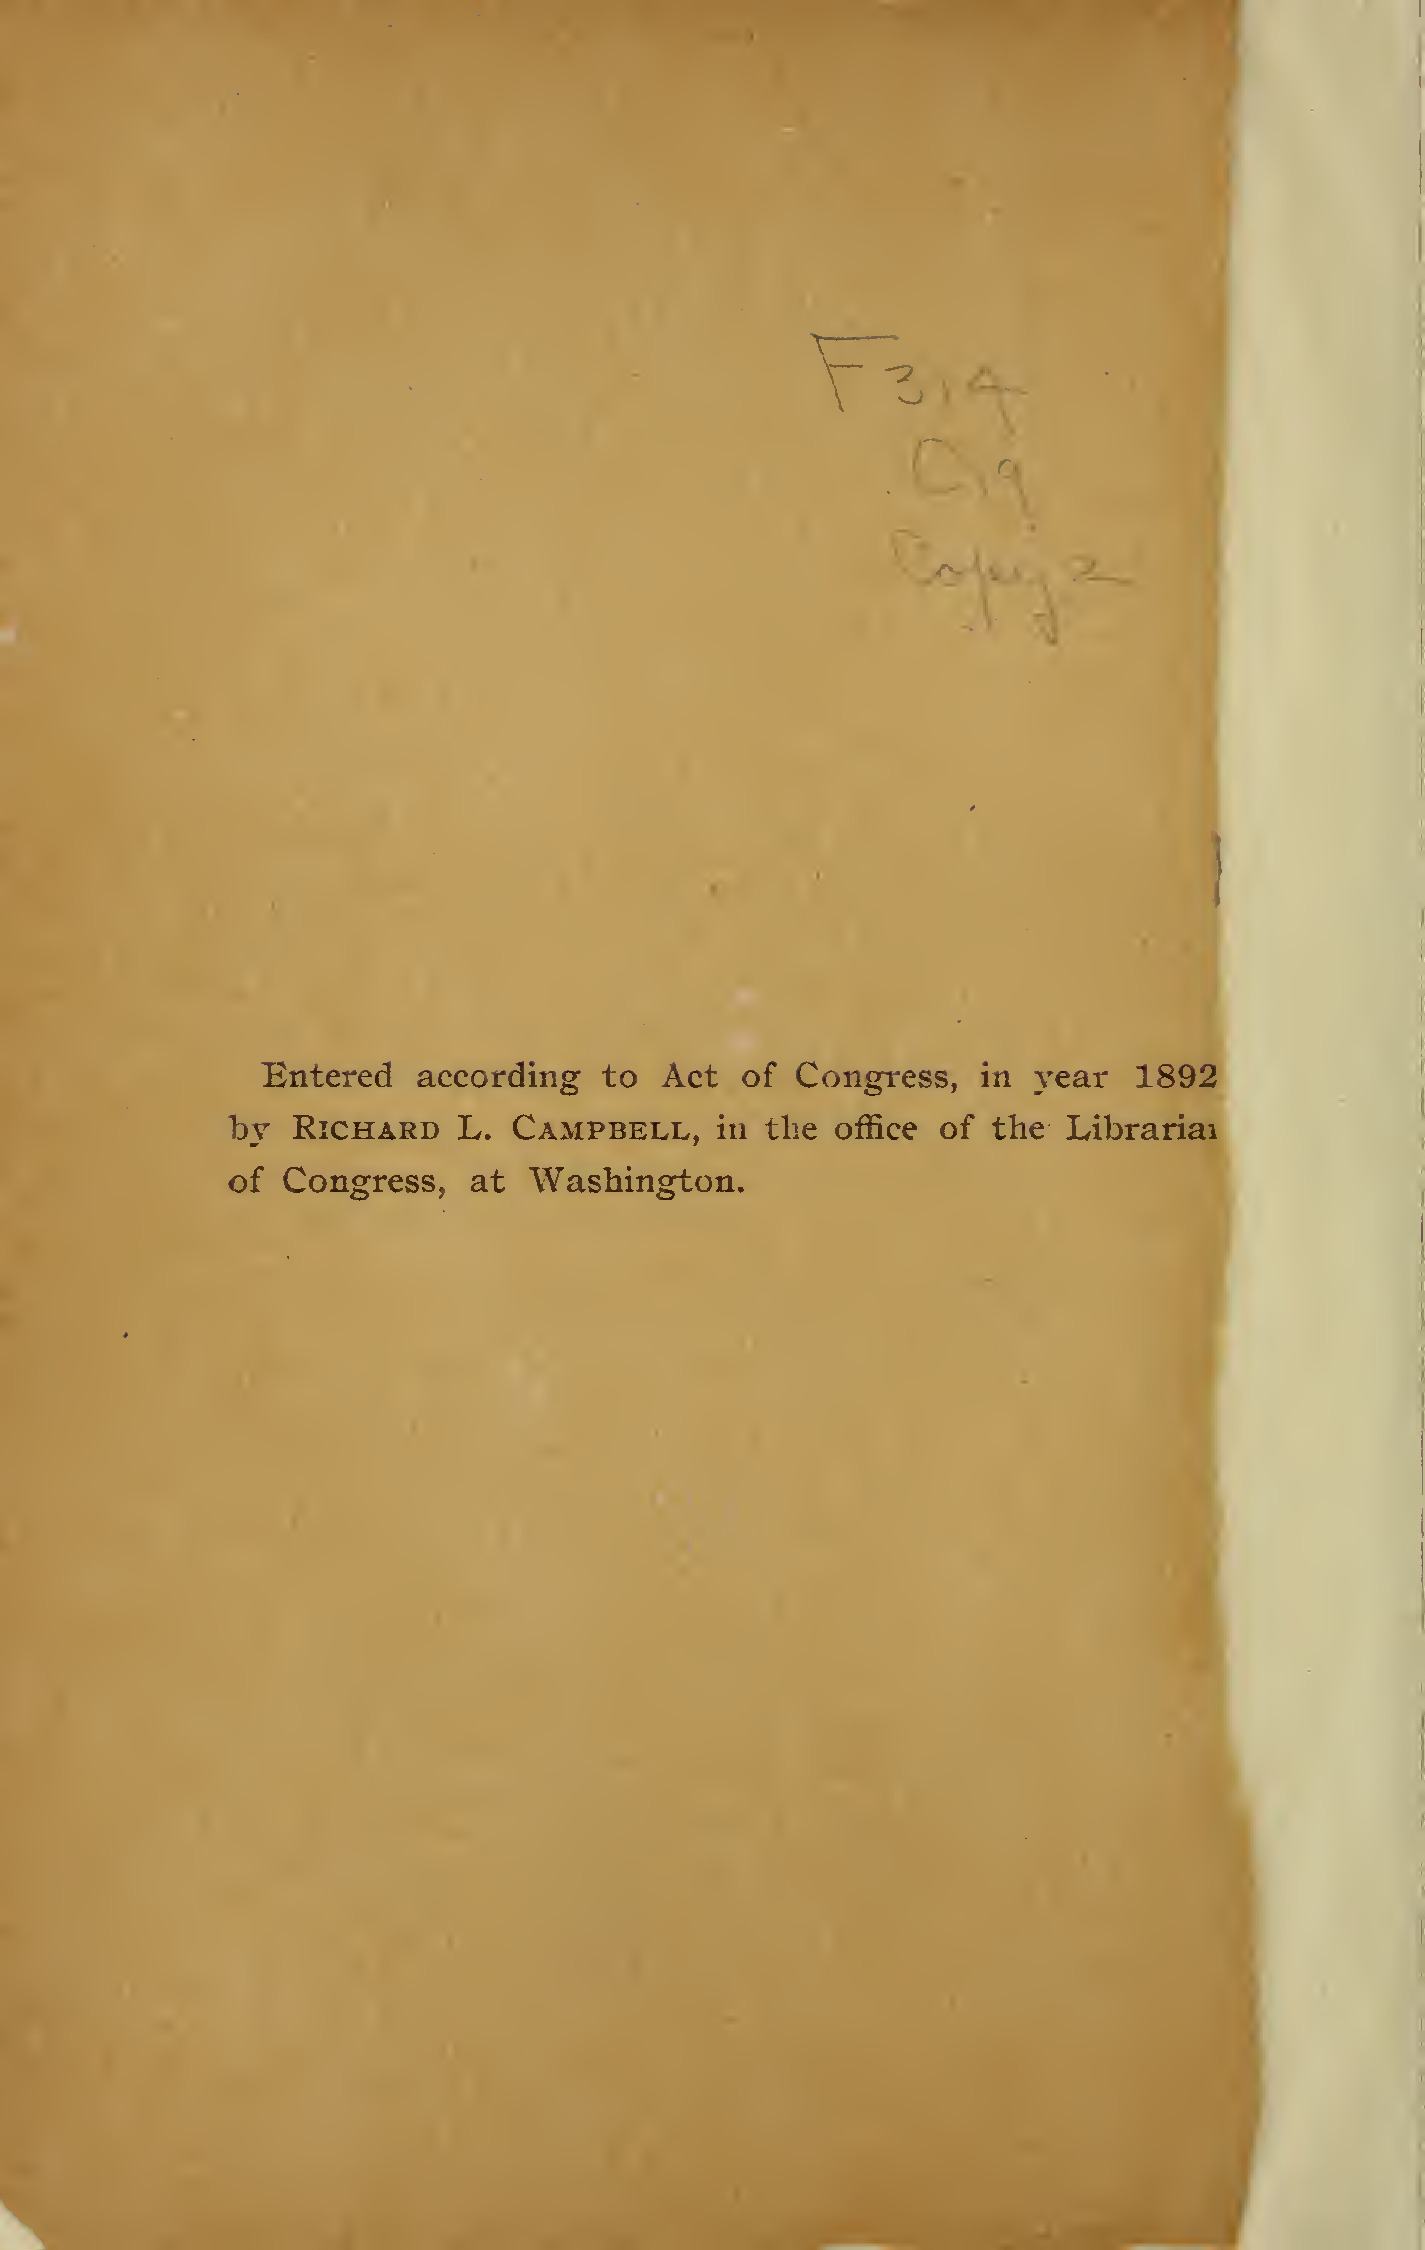 F314
C19
Copy 2
Entered according to Act of Congress, in year 1892
by RICHARD L. CAMPBELL, in the office of the Librarian
of Congress, at Washington.